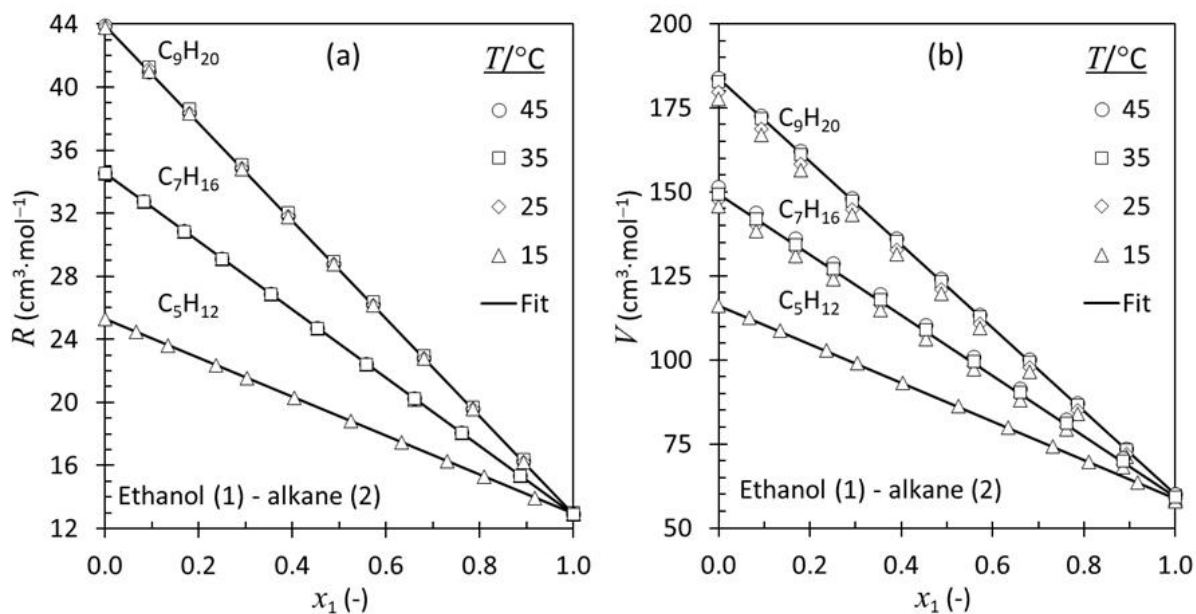 (a)
T/°C
45
35
25
15
Fit
C₉H₂₀
C₇H₁₆
C₅H₁₂
Ethanol (1) - alkane (2)
R (cm³·mol⁻¹)
44
40
36
32
28
24
20
16
12
0.0 0.2 0.4 0.6 0.8 1.0
x₁ (-)
(b)
T/°C
45
35
25
15
Fit
C₉H₂₀
C₇H₁₆
C₅H₁₂
Ethanol (1) - alkane (2)
V (cm³·mol⁻¹)
200
175
150
125
100
75
50
0.0 0.2 0.4 0.6 0.8 1.0
x₁ (-)